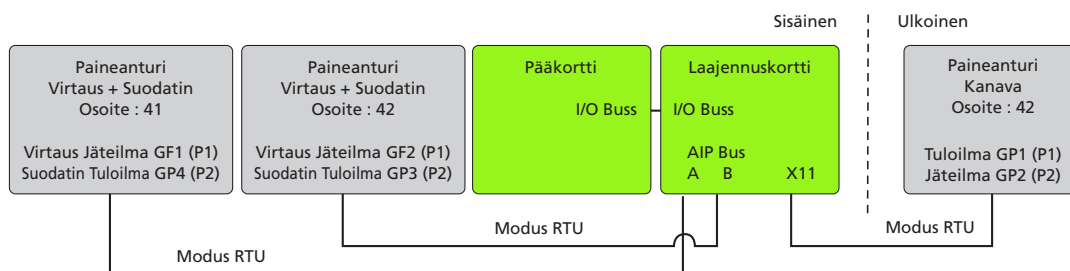 Sisäinen
Ulkoinen
Paineanturi
Virtaus + Suodatin
Osoite : 41
Virtaus Jäteilma GF1 (P1)
Suodatin Tuloilma GP4 (P2)
Paineanturi
Virtaus + Suodatin
Osoite : 42
Virtaus Jäteilma GF2 (P1)
Suodatin Tuloilma GP3 (P2)
Pääkortti
I/O Buss
Laajennuskortti
I/O Buss
AIP Bus
A B X11
Paineanturi
Kanava
Osoite : 42
Tuloilma GP1 (P1)
Jäteilma GP2 (P2)
Modus RTU
Modus RTU
Modus RTU